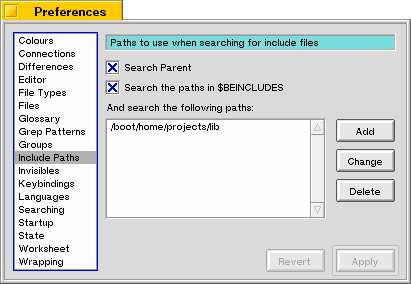 Preferences
Colours
Connections
Differences
Editor
File Types
Files
Glossary
Grep Patterns
Groups
Include Paths
Invisibles
Keybindings
Languages
Searching
Startup
State
Worksheet
Wrapping
Paths to use when searching for include files
Search Parent
Search the paths in $BEINCLUDES
And search the following paths:
/boot/home/projects/lib
Add
Change
Delete
Revert
Apply